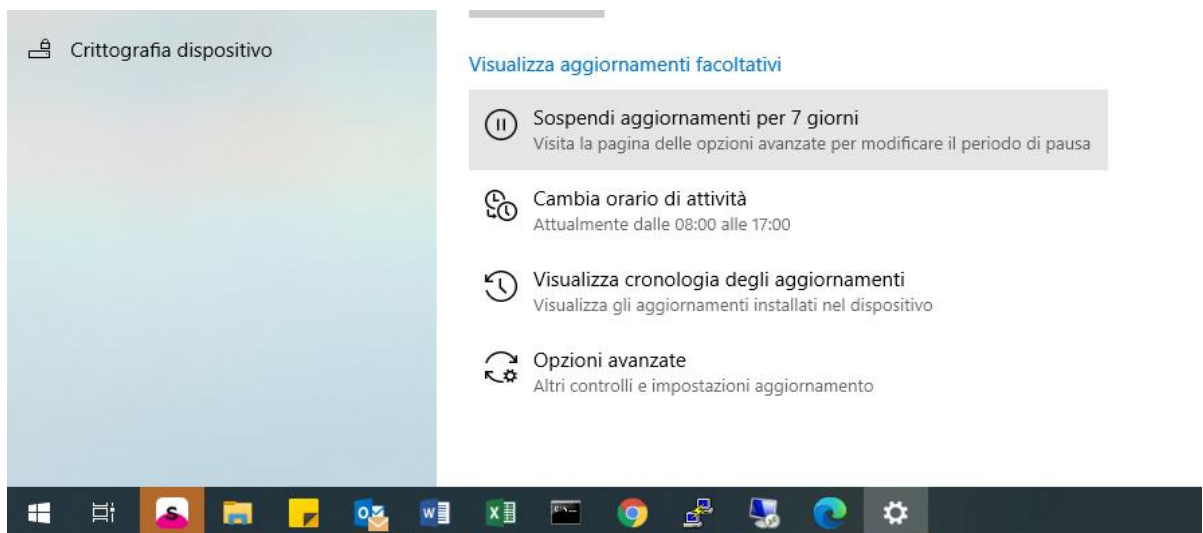 Crittografia dispositivo
Visualizza aggiornamenti facoltativi
Sospendi aggiornamenti per 7 giorni
Visita la pagina delle opzioni avanzate per modificare il periodo di pausa
Cambia orario di attività
Attualmente dalle 08:00 alle 17:00
Visualizza cronologia degli aggiornamenti
Visualizza gli aggiornamenti installati nel dispositivo
Opzioni avanzate
Altri controlli e impostazioni aggiornamento